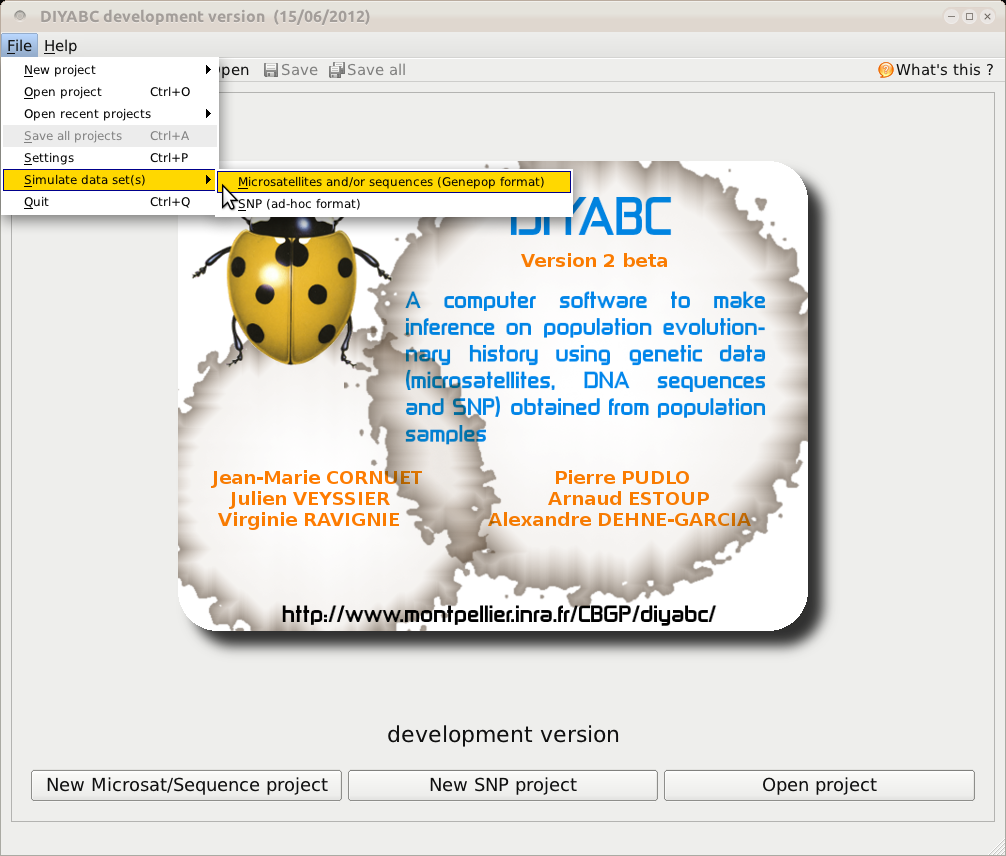 DIYABC development version (15/06/2012)
File Help
New project
Open project Ctrl+O
Open recent projects
Save all projects Ctrl+A
Settings Ctrl+P
Simulate data set(s)
Quit Ctrl+Q
Microsatellites and/or sequences (Genepop format)
SNP (ad-hoc format)
pen Save Save all What's this ?
DIYABC
Version 2 beta
A computer software to make
inference on population evolution-
nary history using genetic data
(microsatellites, DNA sequences
and SNP) obtained from population
samples
Jean-Marie CORNUET
Julien VEYSSIER
Virginie RAVIGNIE
Pierre PUDLO
Arnaud ESTOUP
Alexandre DEHNE-GARCIA
http://www.montpellier.inra.fr/CBGP/diyabc/
development version
New Microsat/Sequence project New SNP project Open project